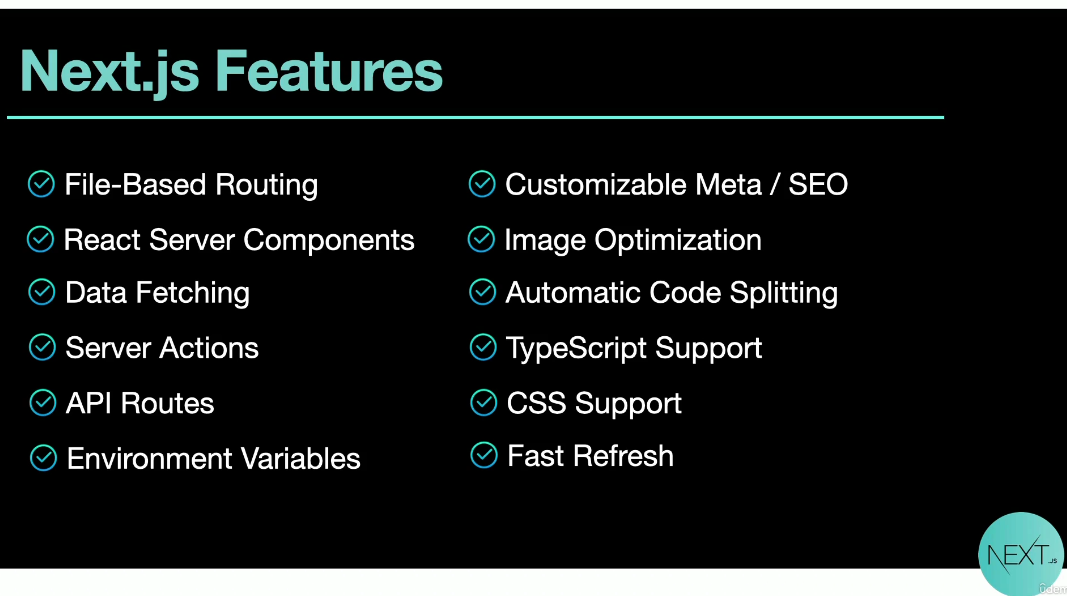 Next.js Features
File-Based Routing
React Server Components
Data Fetching
Server Actions
API Routes
Environment Variables
Customizable Meta / SEO
Image Optimization
Automatic Code Splitting
TypeScript Support
CSS Support
Fast Refresh
NEXT.JS